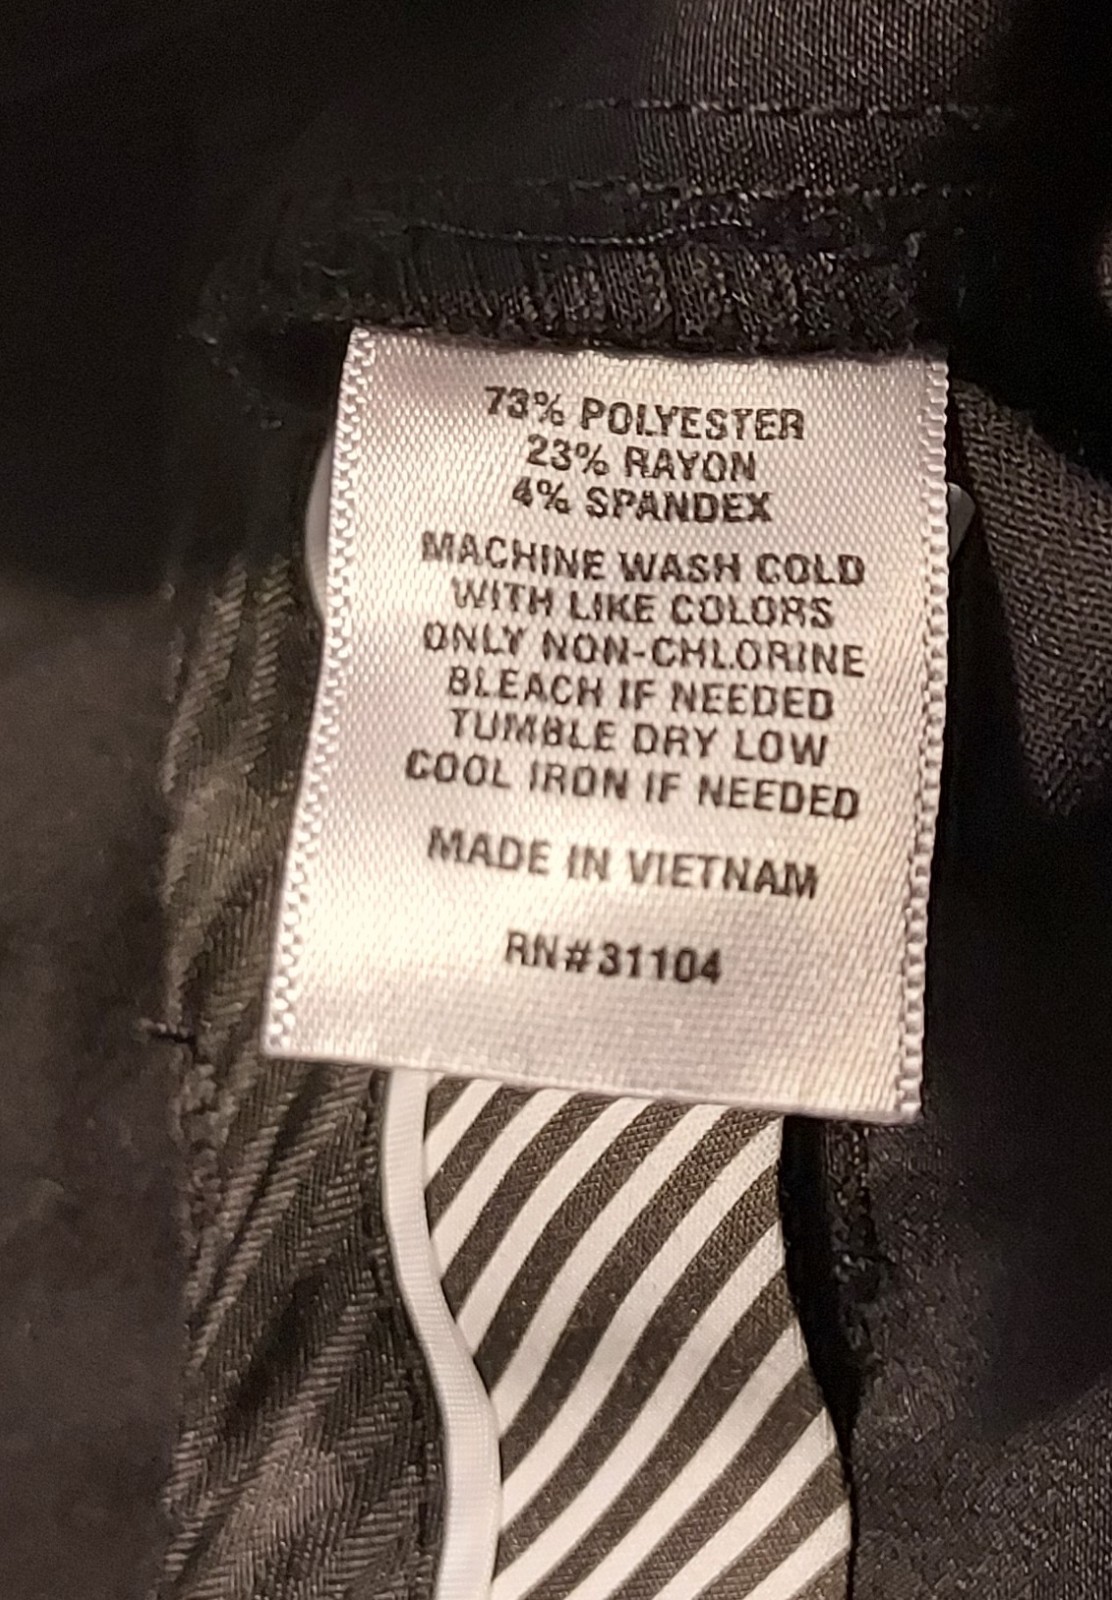 73% POLYESTER
23% RAYON
4% SPANDEX
MACHINE WASH COLD
WITH LIKE COLORS
ONLY NON-CHLORINE
BLEACH IF NEEDED
TUMBLE DRY LOW
COOL IRON IF NEEDED
MADE IN VIETNAM
RN#31104